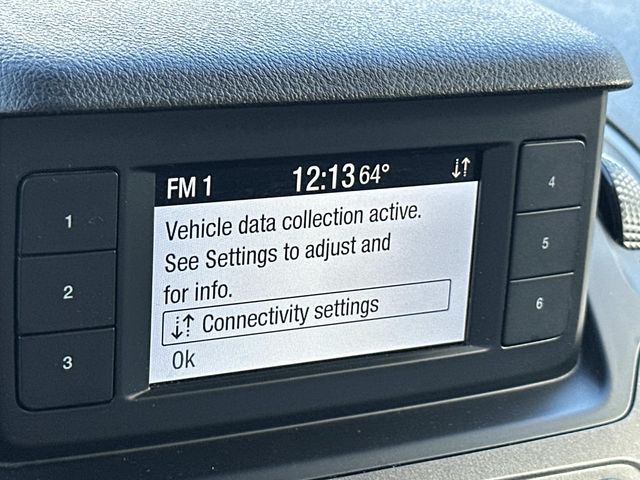 FM 1 12:13 64°
Vehicle data collection active.
See Settings to adjust and
for info.
Connectivity settings
Ok
1
2
3
4
5
6